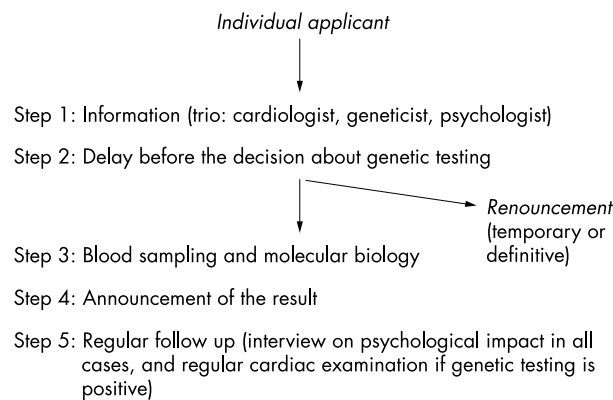 Individual applicant
Step 1: Information (trio: cardiologist, geneticist, psychologist)
Step 2: Delay before the decision about genetic testing
Renouncement
(temporary or
definitive)
Step 3: Blood sampling and molecular biology
Step 4: Announcement of the result
Step 5: Regular follow up (interview on psychological impact in all
cases, and regular cardiac examination if genetic testing is
positive)